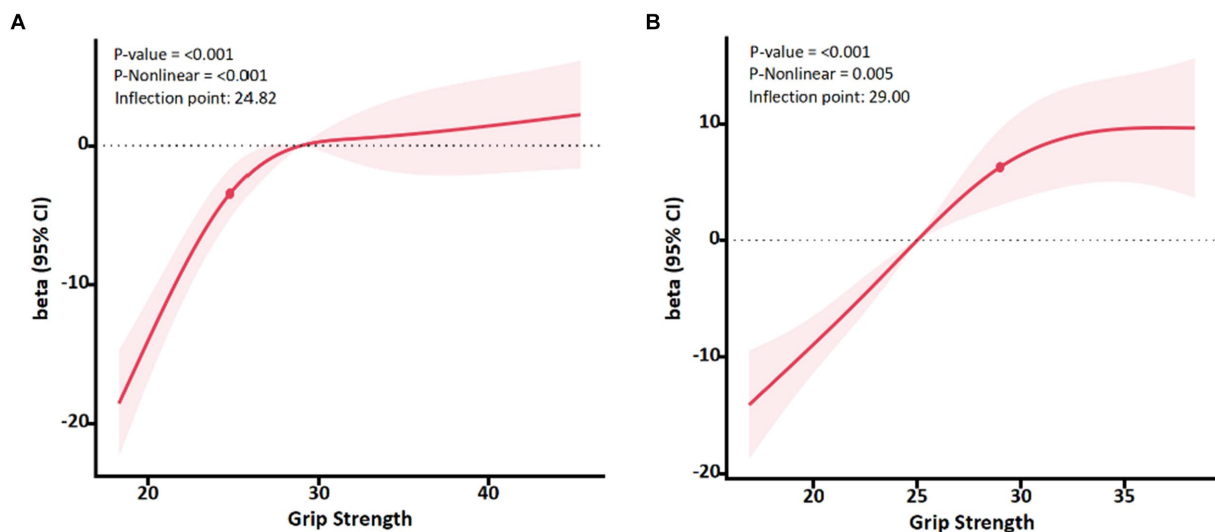 A
P-value = <0.001
P-Nonlinear = <0.001
Inflection point: 24.82
beta (95% CI)
0
-10
-20
20
30
40
Grip Strength
B
P-value = <0.001
P-Nonlinear = 0.005
Inflection point: 29.00
beta (95% CI)
10
0
-10
-20
20
25
30
35
Grip Strength